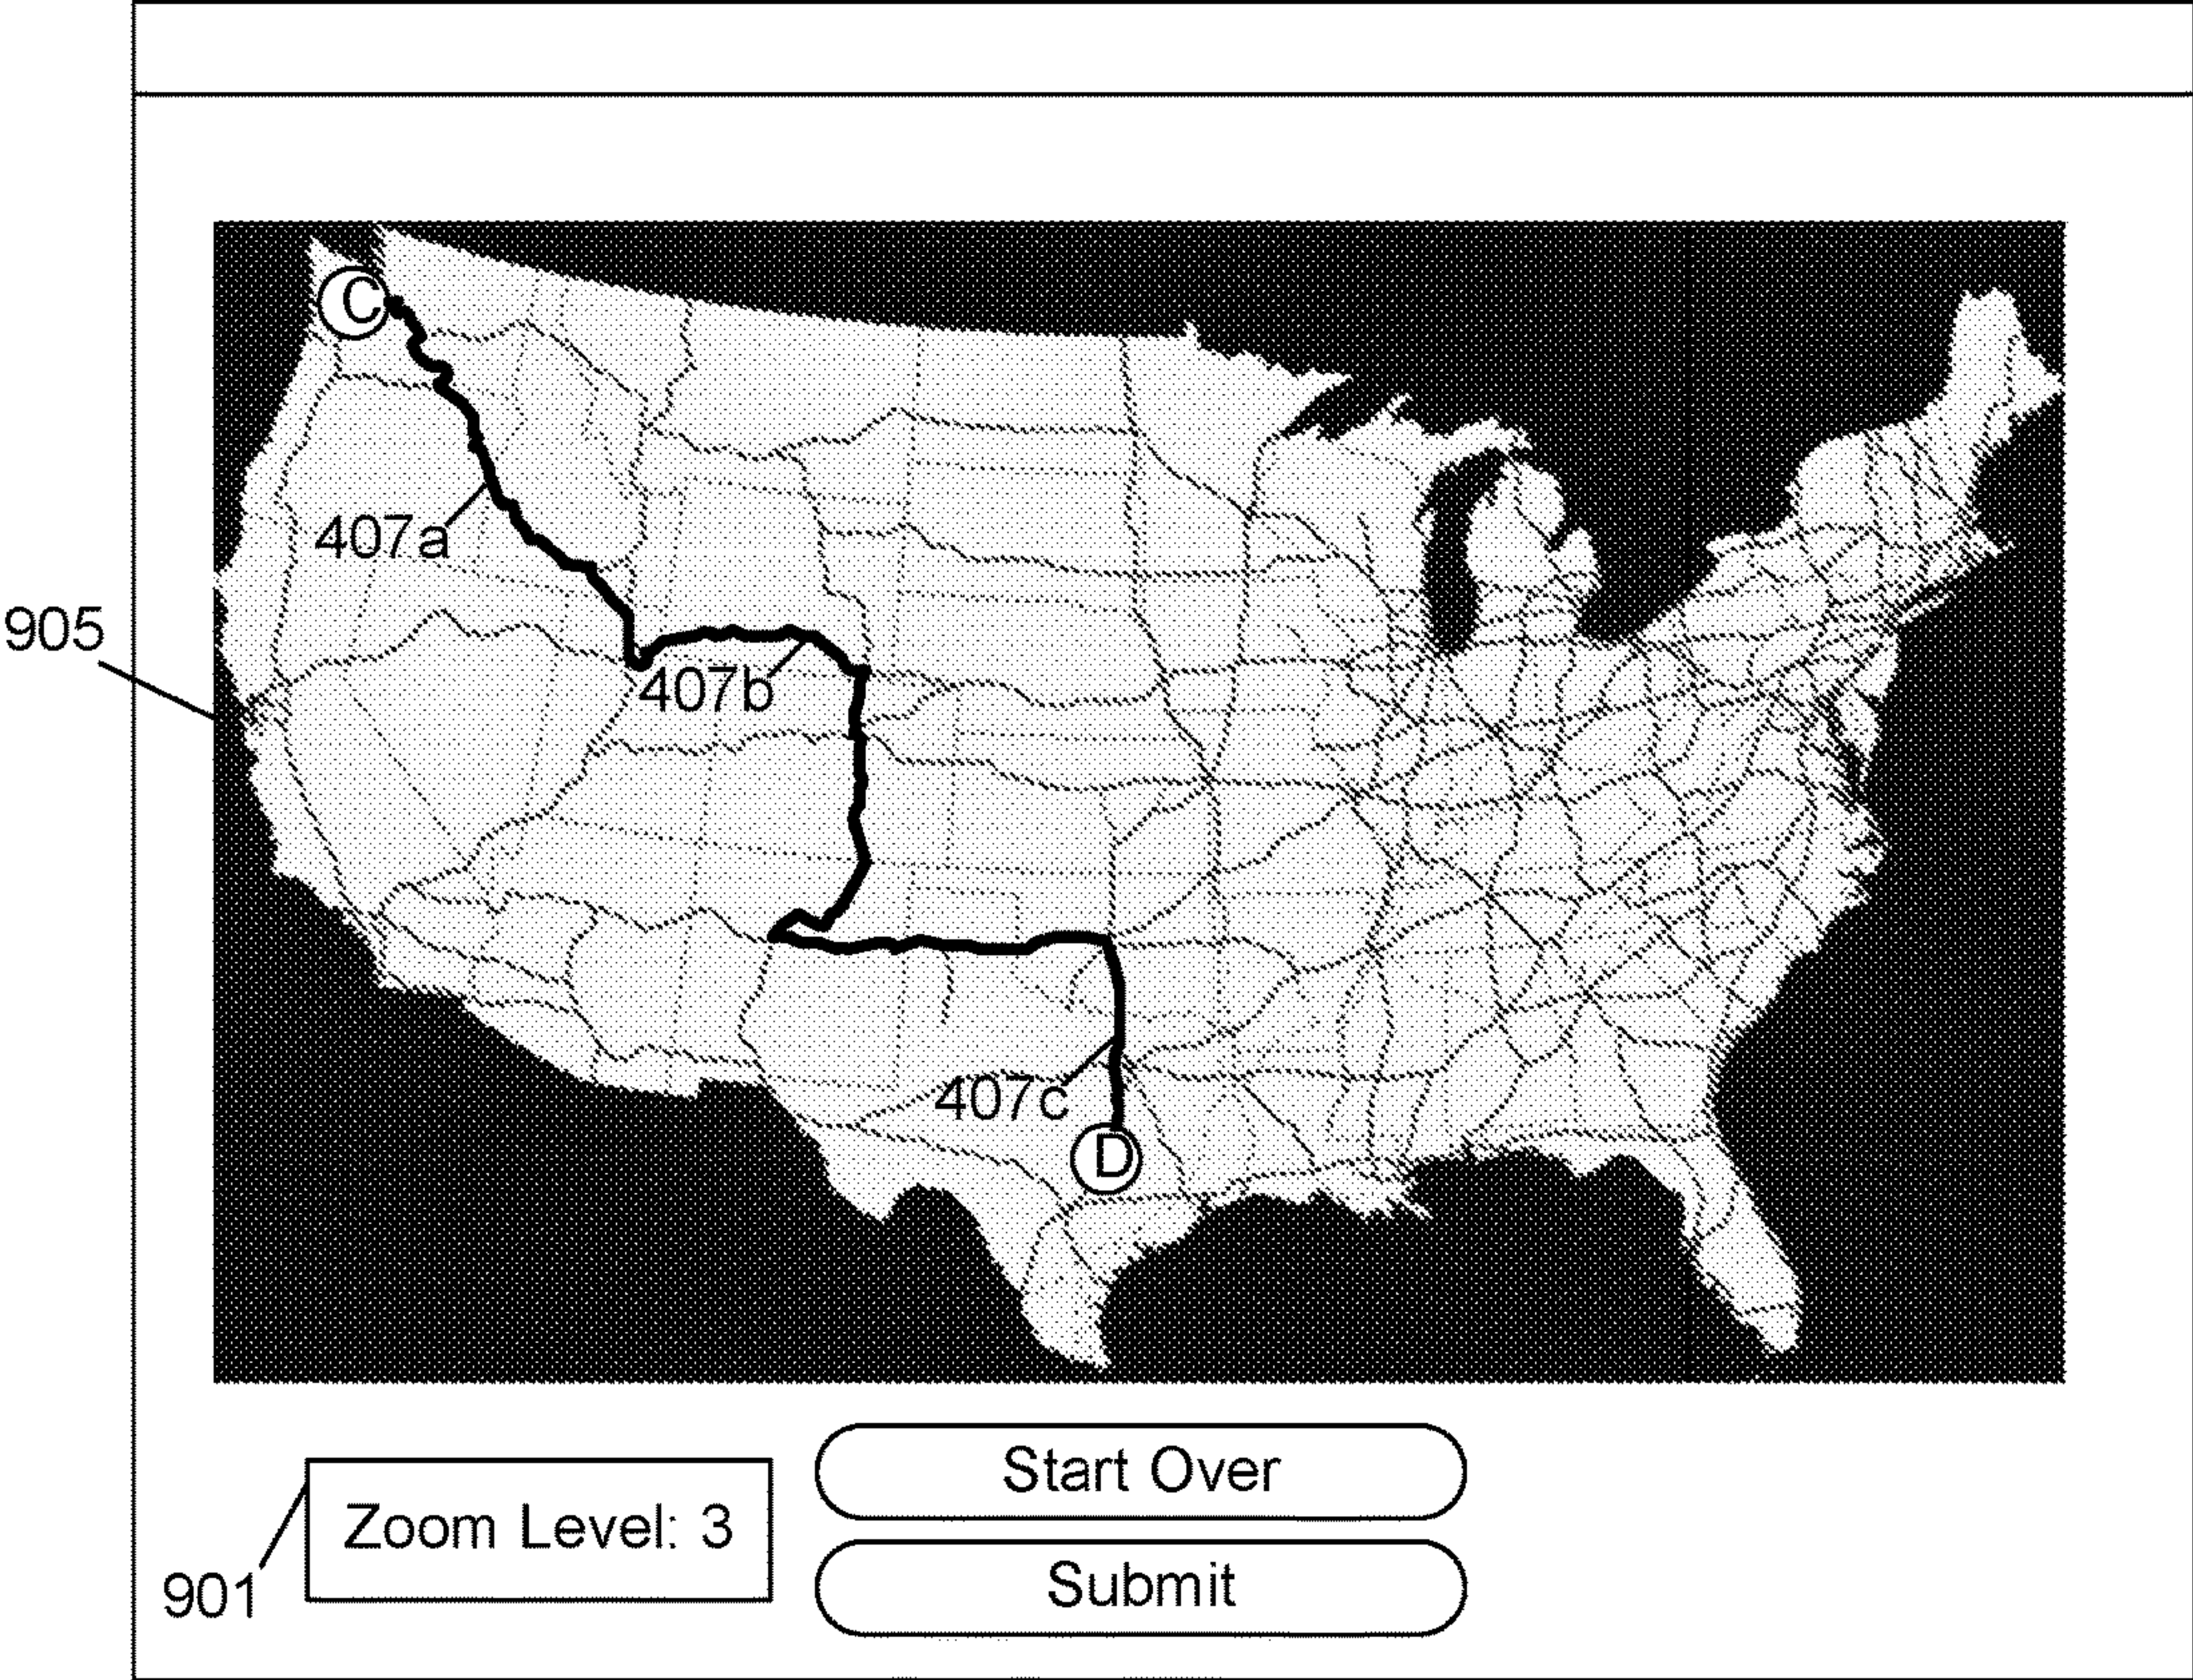 C
407a
905
407b
407c
D
Start Over
Zoom Level: 3
Submit
901